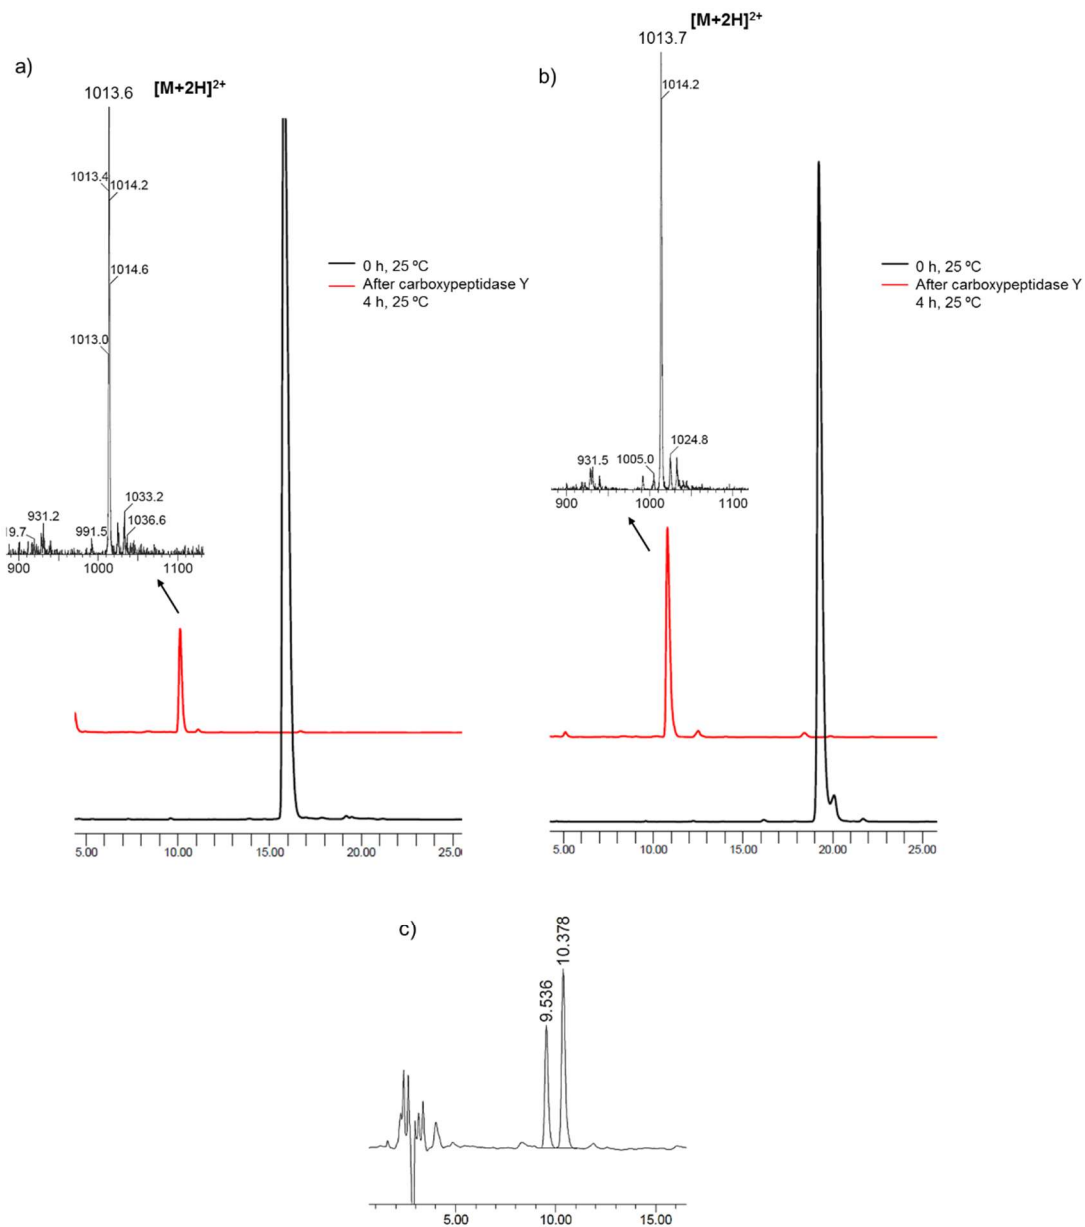 a)
1013.6 [M+2H]2+
1013.4
1014.2
1014.6
1013.0
1033.2
931.2
9.7
991.5
1036.6
900 1000 1100
0 h, 25 ºC
After carboxypeptidase Y
4 h, 25 ºC
5.00 10.00 15.00 20.00 25.0
b)
[M+2H]2+
1013.7
1014.2
1024.8
931.5
1005.0
900 1000 1100
0 h, 25 ºC
After carboxypeptidase Y
4 h, 25 ºC
5.00 10.00 15.00 20.00 25.00
c)
9.536
10.378
5.00 10.00 15.00